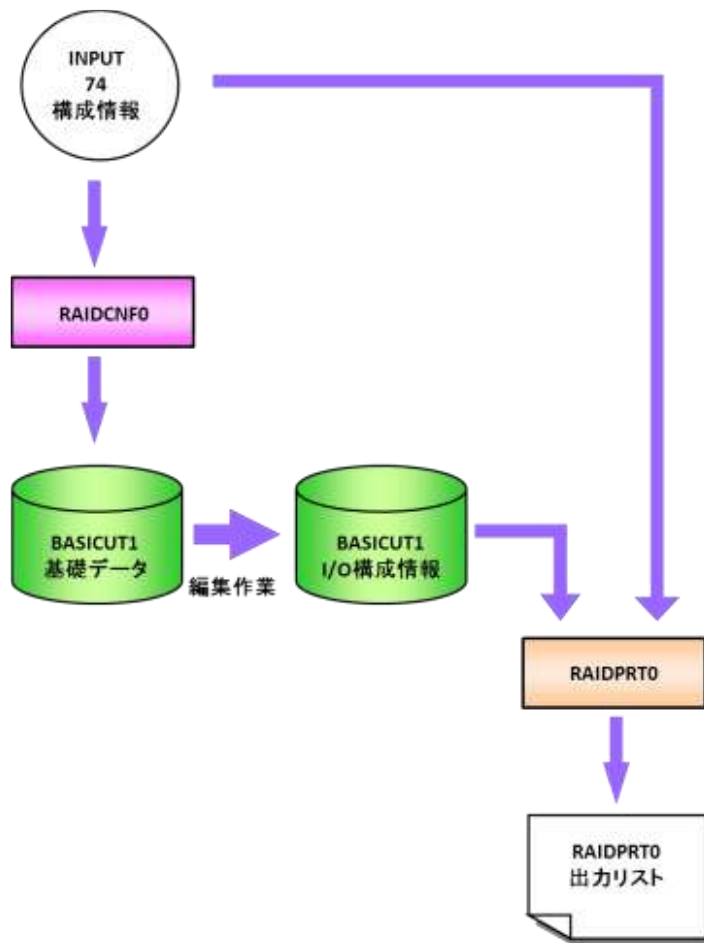 INPUT
74
構成情報
RAIDCNF0
BASICUT1
基礎データ
編集作業
BASICUT1
I/O構成情報
RAIDPRT0
RAIDPRT0
出力リスト